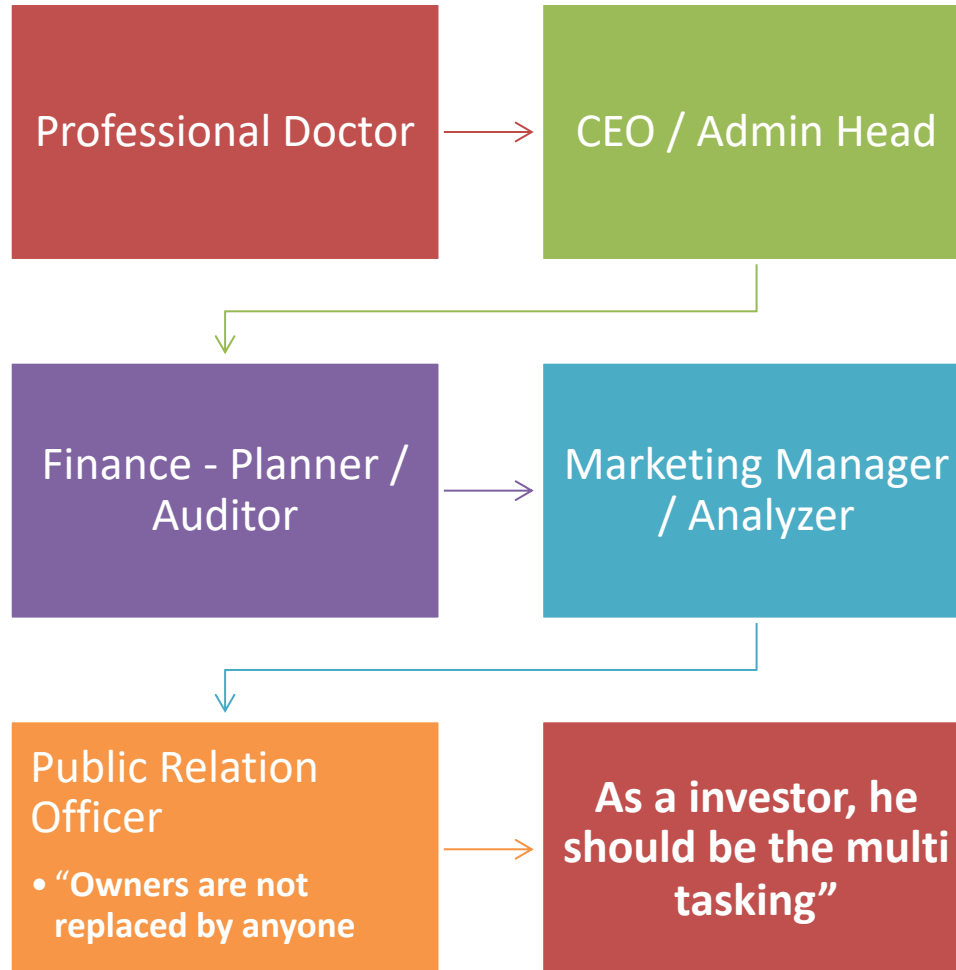 Professional Doctor
CEO / Admin Head
Finance - Planner /
Auditor
Marketing Manager
/ Analyzer
Public Relation
Officer
• “Owners are not
replaced by anyone
As a investor, he
should be the multi
tasking”